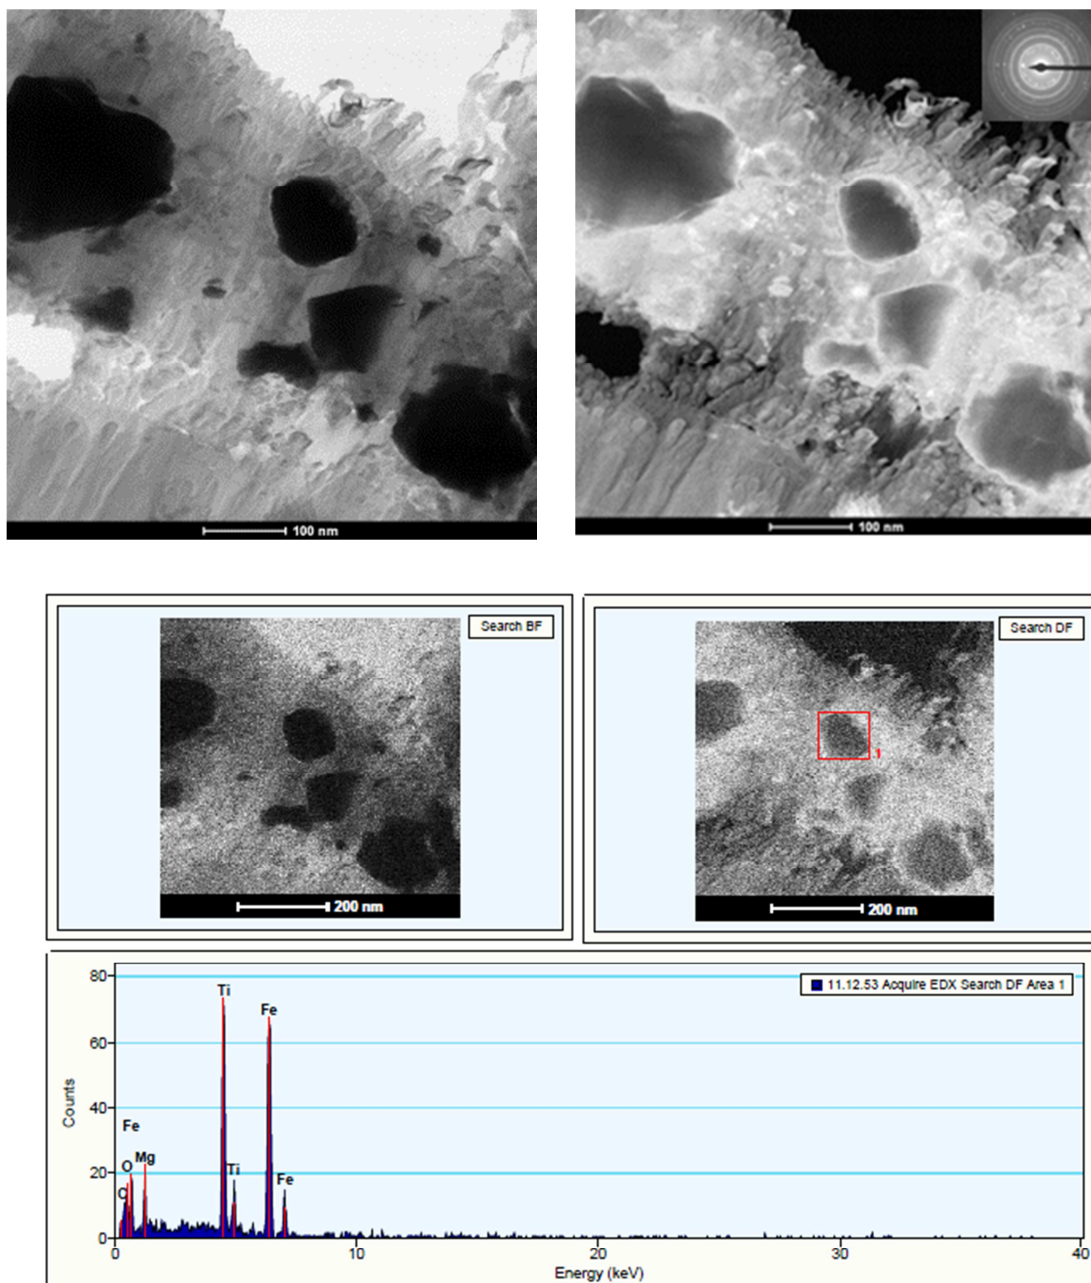 100 nm
100 nm
Search BF
200 nm
Search DF
1
200 nm
11.12.53 Acquire EDX Search DF Area 1
80
60
40
20
0
Counts
Ti
Fe
Fe
O
Mg
C
Ti
Fe
0
10
20
30
40
Energy (keV)